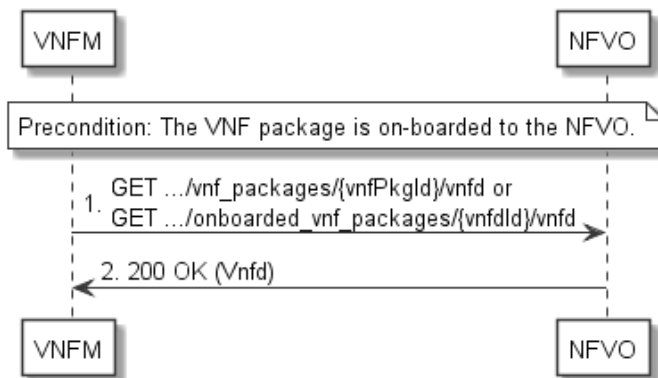 VNFM NFVO
Precondition: The VNF package is on-boarded to the NFVO.
1. GET .../vnf_packages/{vnfPkgId}/vnfd or
GET .../onboarded_vnf_packages/{vnfdId}/vnfd
2. 200 OK (Vnfd)
VNFM NFVO